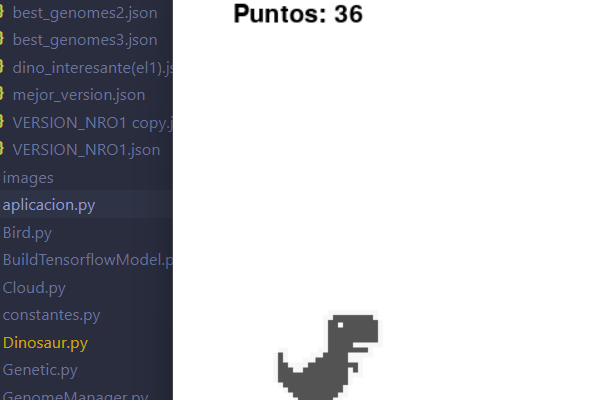 best_genomes2.json
best_genomes3.json
dino_interesante(el1).js
mejor_version.json
VERSION_NRO1 copy.j
VERSION_NRO1.json
images
aplicacion.py
Bird.py
BuildTensorflowModel.p
Cloud.py
constantes.py
Dinosaur.py
Genetic.py
GenomeManager.py
Puntos: 36